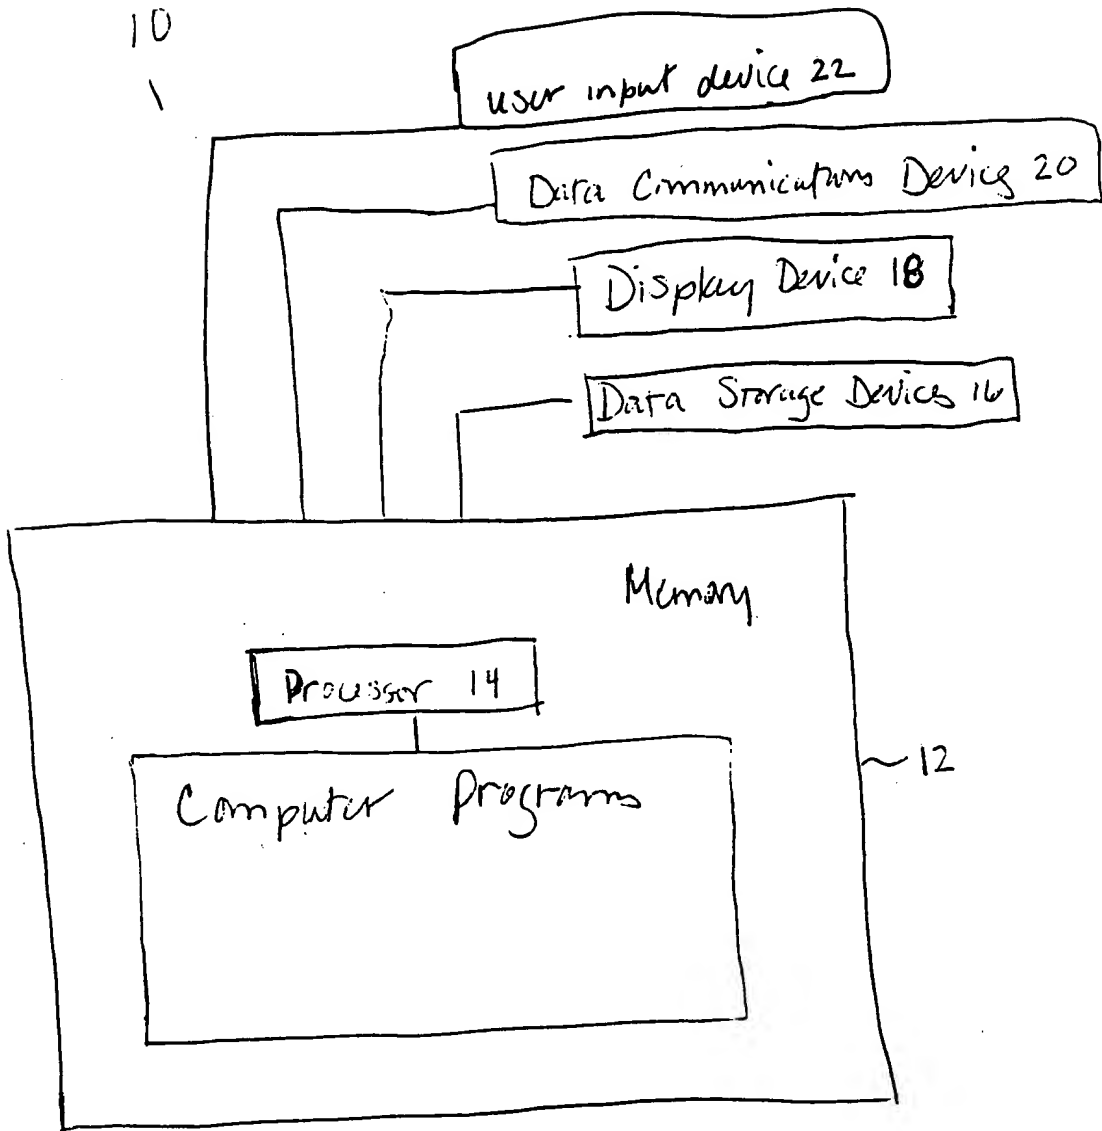 10
user input device 22
Data Communications Device 20
Display Device 18
Data Storage Devices 16
Memory
Processor 14
12
Computer Programs